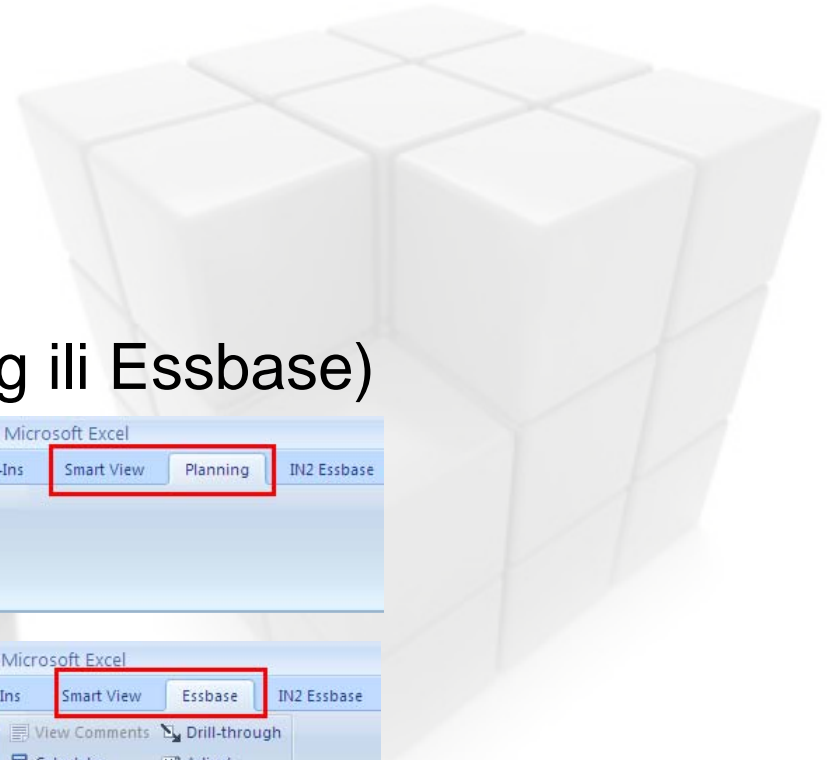 g ili Essbase)
Microsoft Excel
-Ins Smart View Planning IN2 Essbase
Microsoft Excel
Ins Smart View Essbase IN2 Essbase
View Comments Drill-through